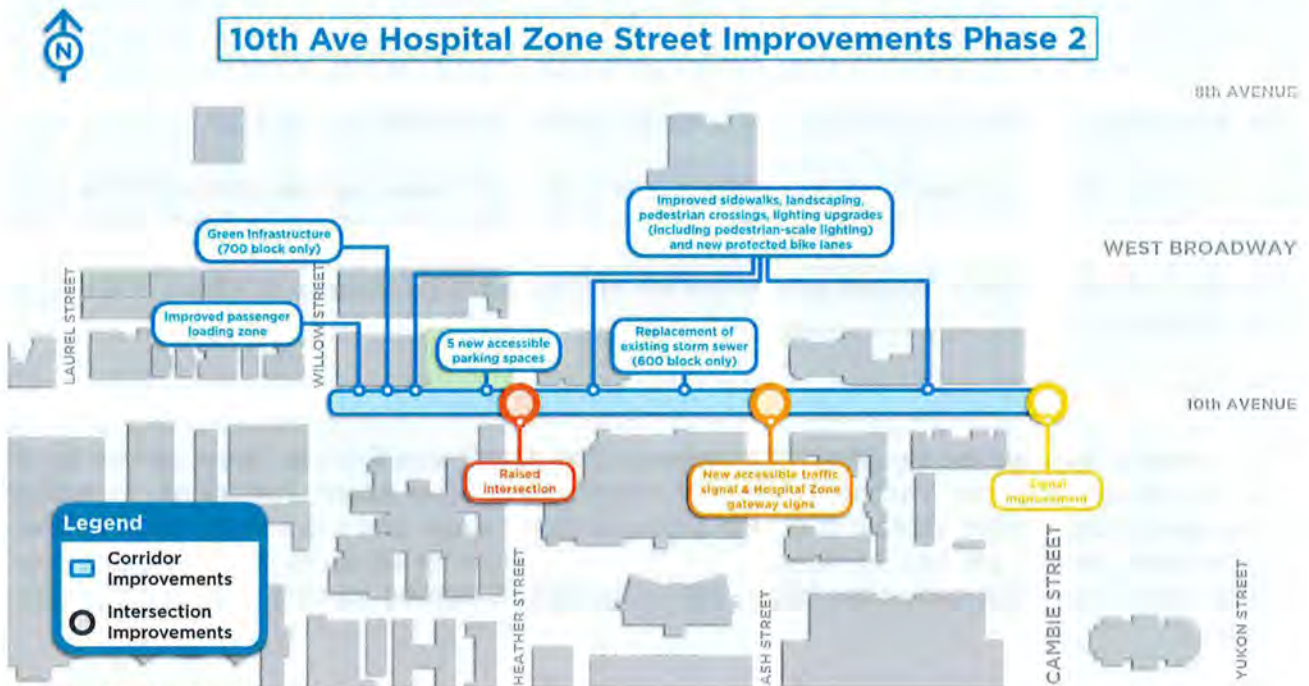 N
10th Ave Hospital Zone Street Improvements Phase 2
8th AVENUE
Improved sidewalks, landscaping,
pedestrian crossings, lighting upgrades
(including pedestrian-scale lighting)
and new protected bike lanes
Green Infrastructure
(700 block only)
WEST BROADWAY
LAUREL STREET
WILLOW STREET
Improved passenger
loading zone
5 new accessible
parking spaces
Replacement of
existing storm sewer
(600 block only)
10th AVENUE
Raised
intersection
New accessible traffic
signal & Hospital Zone
gateway signs
Signal
improvement
Legend
Corridor
Improvements
Intersection
Improvements
HEATHER STREET
ASH STREET
CAMBIE STREET
YUKON STREET